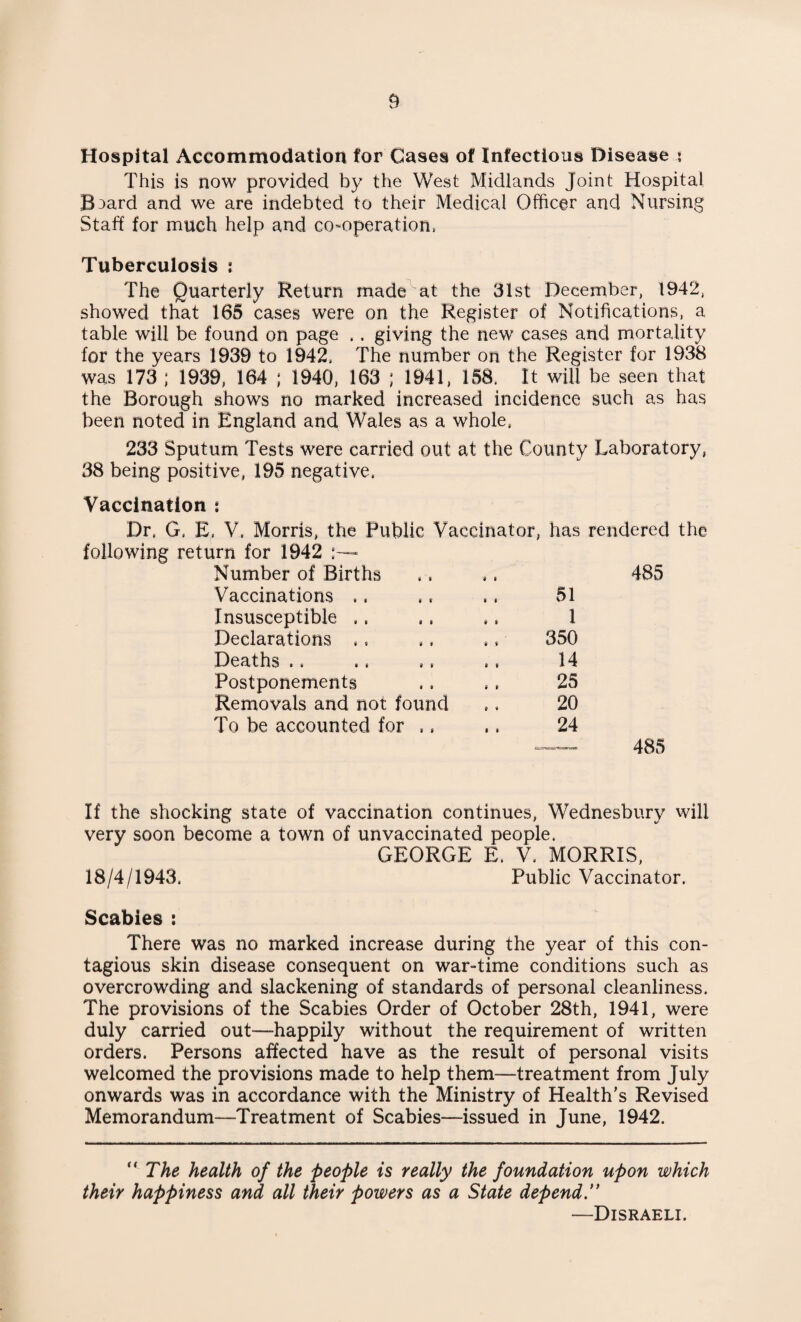 9
Hospital Accommodation for Cases of Infectious Disease :
This is now provided by the West Midlands Joint Hospital
Board and we are indebted to their Medical Officer and Nursing
Staff for much help and co-operation.
Tuberculosis :
The Quarterly Return made at the 31st December, 1942,
showed that 165 cases were on the Register of Notifications, a
table will be found on page .. giving the new cases and mortality
for the years 1939 to 1942. The number on the Register for 1938
was 173 ; 1939, 164 ; 1940, 163 ; 1941, 158. It will be seen that
the Borough shows no marked increased incidence such as has
been noted in England and Wales as a whole.
233 Sputum Tests were carried out at the County Laboratory,
38 being positive, 195 negative.
Vaccination :
Dr. G. E. V. Morris, the Public Vaccinator, has rendered the
following return for 1942 :—
Number of Births .. .. 485
Vaccinations .. .. .. 51
Insusceptible .. .. .. 1
Declarations .. .. .. 350
Deaths .. .. .. .. 14
Postponements .. .. 25
Removals and not found .. 20
To be accounted for .. .. 24
485
If the shocking state of vaccination continues, Wednesbury will
very soon become a town of unvaccinated people.
GEORGE E. V. MORRIS,
18/4/1943. Public Vaccinator.
Scabies :
There was no marked increase during the year of this con-
tagious skin disease consequent on war-time conditions such as
overcrowding and slackening of standards of personal cleanliness.
The provisions of the Scabies Order of October 28th, 1941, were
duly carried out—happily without the requirement of written
orders. Persons affected have as the result of personal visits
welcomed the provisions made to help them—treatment from July
onwards was in accordance with the Ministry of Health's Revised
Memorandum—Treatment of Scabies—issued in June, 1942.
" The health of the people is really the foundation upon which
their happiness and all their powers as a State depend."
—DISRAELI.